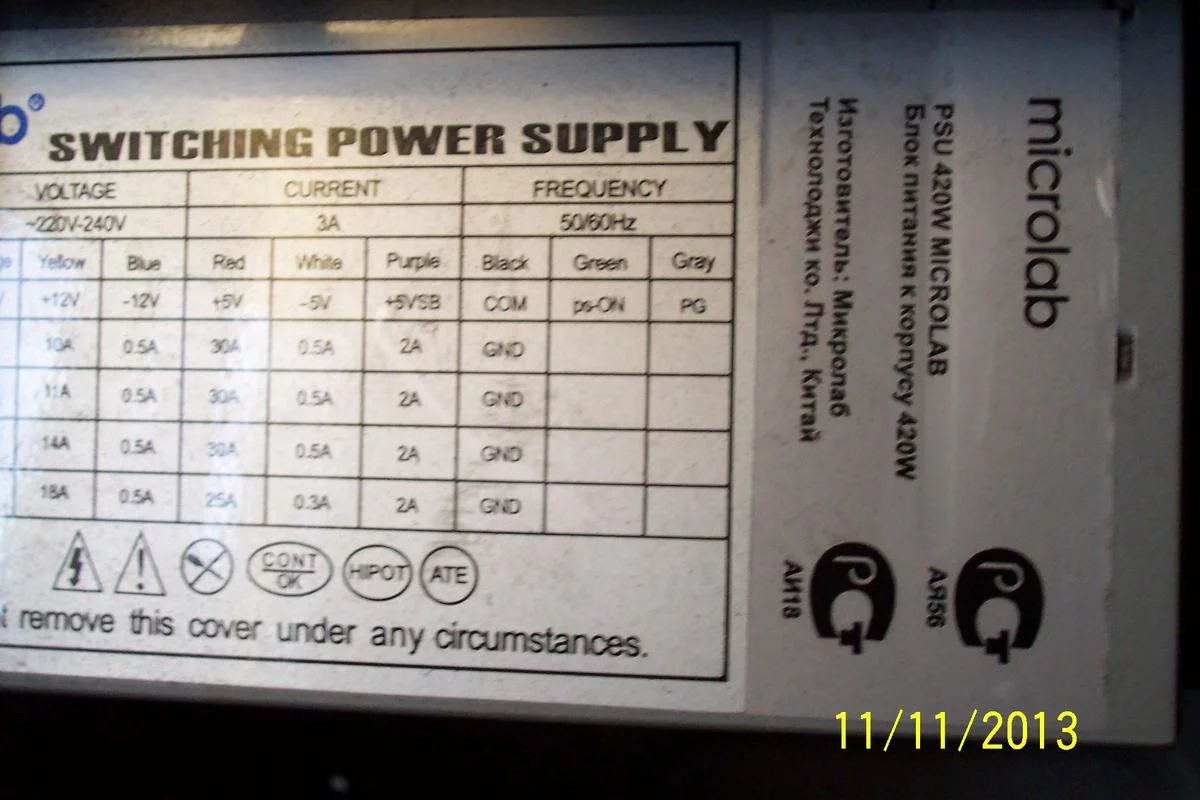 b®
SWITCHING POWER SUPPLY
VOLTAGE CURRENT FREQUENCY
~220V-240V 3A 50/60Hz
Yellow Blue Red White Purple Black Green Gray
+12V -12V +5V -5V +5VSB COM ps-ON PG
10A 0.5A 30A 0.5A 2A GND
11A 0.5A 30A 0.5A 2A GND
14A 0.5A 30A 0.5A 2A GND
18A 0.5A 25A 0.3A 2A GND
CONT
OK
HIPOT
ATE
remove this cover under any circumstances.
microlab
PSU 420W MICROLAB
Блок питания к корпусу 420W
Изготовитель: Микролаб
Технолоджи ко. Лтд., Китай
АЯ56
АИ18
11/11/2013